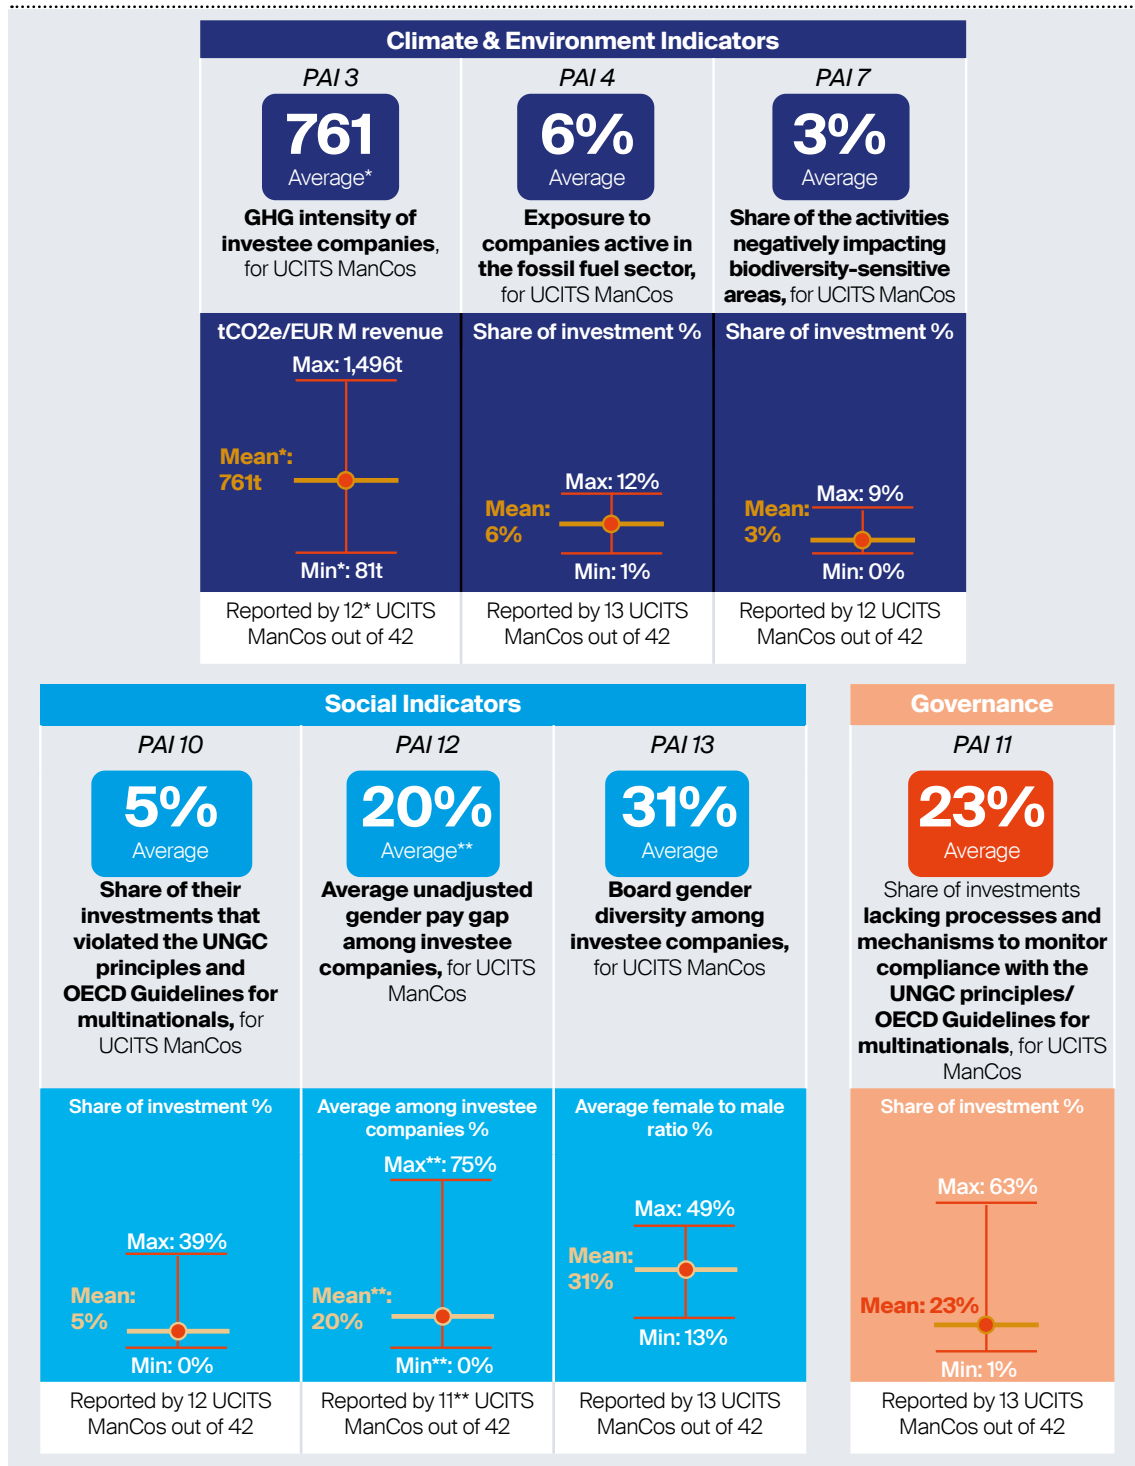 Climate & Environment Indicators
PAI 3
761
Average*
GHG intensity of
investee companies,
for UCITS ManCos
tCO2e/EUR M revenue
Max: 1,496t
Mean*:
761t
Min*: 81t
Reported by 12* UCITS
ManCos out of 42
PAI 4
6%
Average
Exposure to
companies active in
the fossil fuel sector,
for UCITS ManCos
Share of investment %
Max: 12%
Mean:
6%
Min: 1%
Reported by 13 UCITS
ManCos out of 42
PAI 7
3%
Average
Share of the activities
negatively impacting
biodiversity-sensitive
areas, for UCITS ManCos
Share of investment %
Max: 9%
Mean:
3%
Min: 0%
Reported by 12 UCITS
ManCos out of 42
Social Indicators
PAI 10
5%
Average
Share of their
investments that
violated the UNGC
principles and
OECD Guidelines for
multinationals, for
UCITS ManCos
Share of investment %
Max: 39%
Mean:
5%
Min: 0%
Reported by 12 UCITS
ManCos out of 42
PAI 12
20%
Average**
Average unadjusted
gender pay gap
among investee
companies, for UCITS
ManCos
Average among investee
companies %
Max**: 75%
Mean**:
20%
Min**: 0%
Reported by 11** UCITS
ManCos out of 42
PAI 13
31%
Average
Board gender
diversity among
investee companies,
for UCITS ManCos
Average female to male
ratio %
Max: 49%
Mean:
31%
Min: 13%
Reported by 13 UCITS
ManCos out of 42
Governance
PAI 11
23%
Average
Share of investments
lacking processes and
mechanisms to monitor
compliance with the
UNGC principles/
OECD Guidelines for
multinationals, for UCITS
ManCos
Share of investment %
Max: 63%
Mean: 23%
Min: 1%
Reported by 13 UCITS
ManCos out of 42